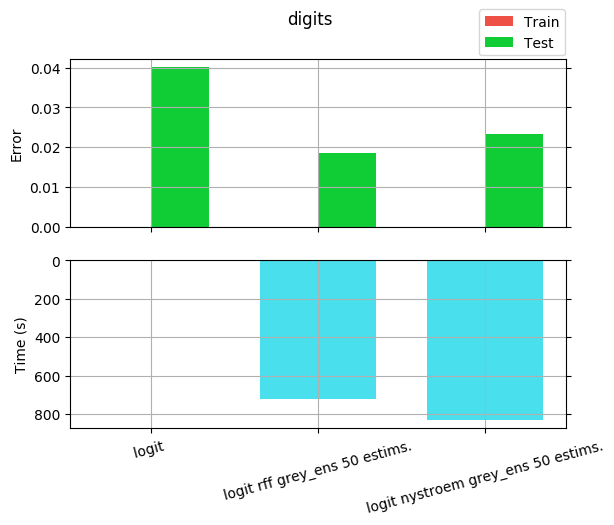 digits
Train
Test
0.04
0.03
0.02
0.01
0.00
Error
0
200
400
600
800
Time (s)
logit
logit rff grey_ens 50 estims.
logit nystroem grey_ens 50 estims.